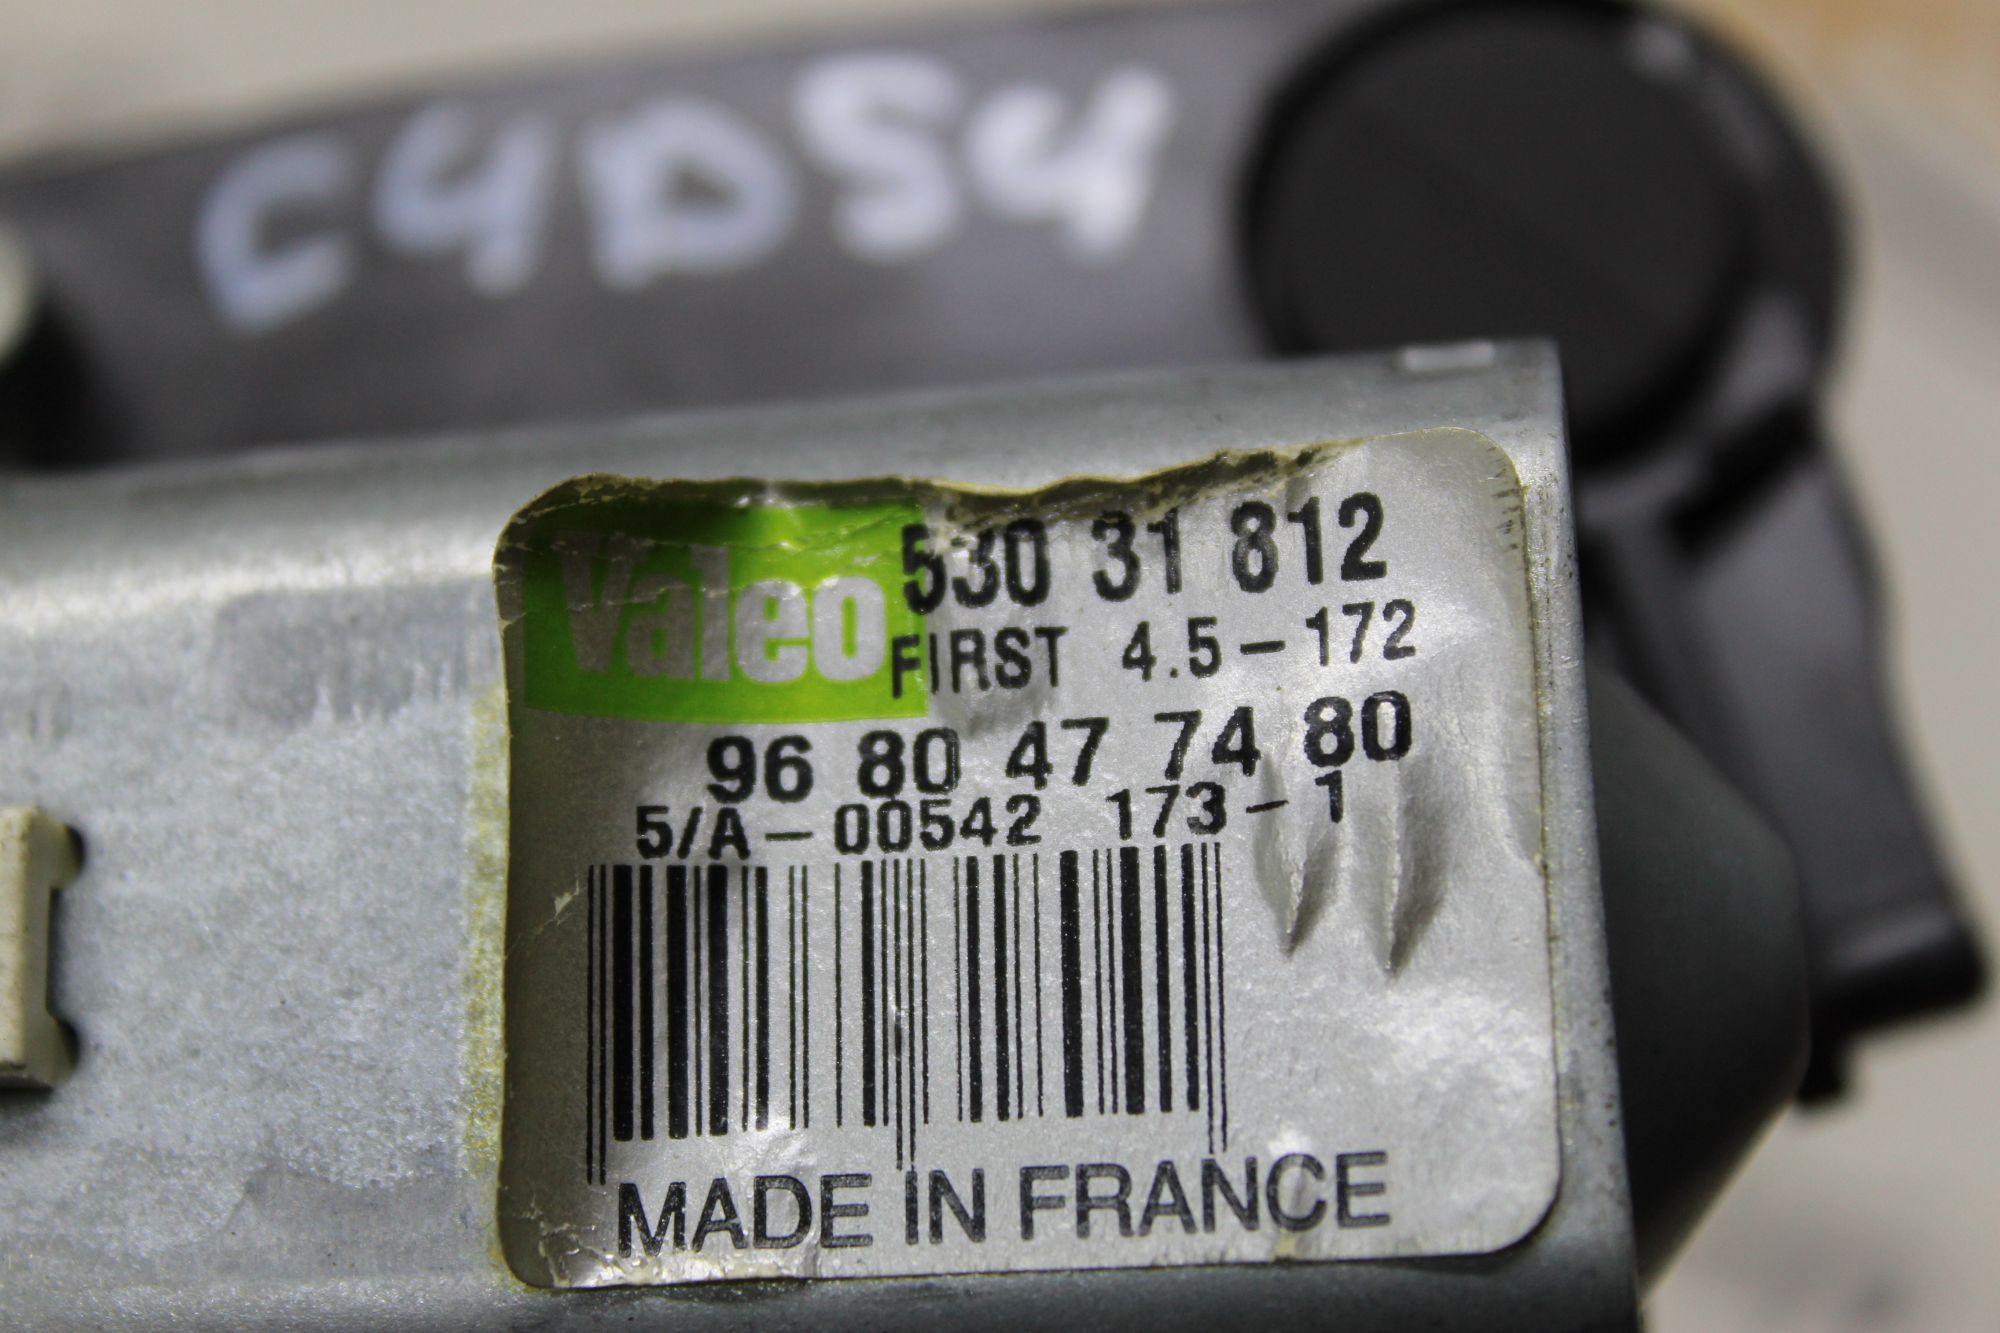 C4D54
Valeo 530 31 812
FIRST 4.5-172
96 80 47 74 80
5/A-00542 173-1
MADE IN FRANCE